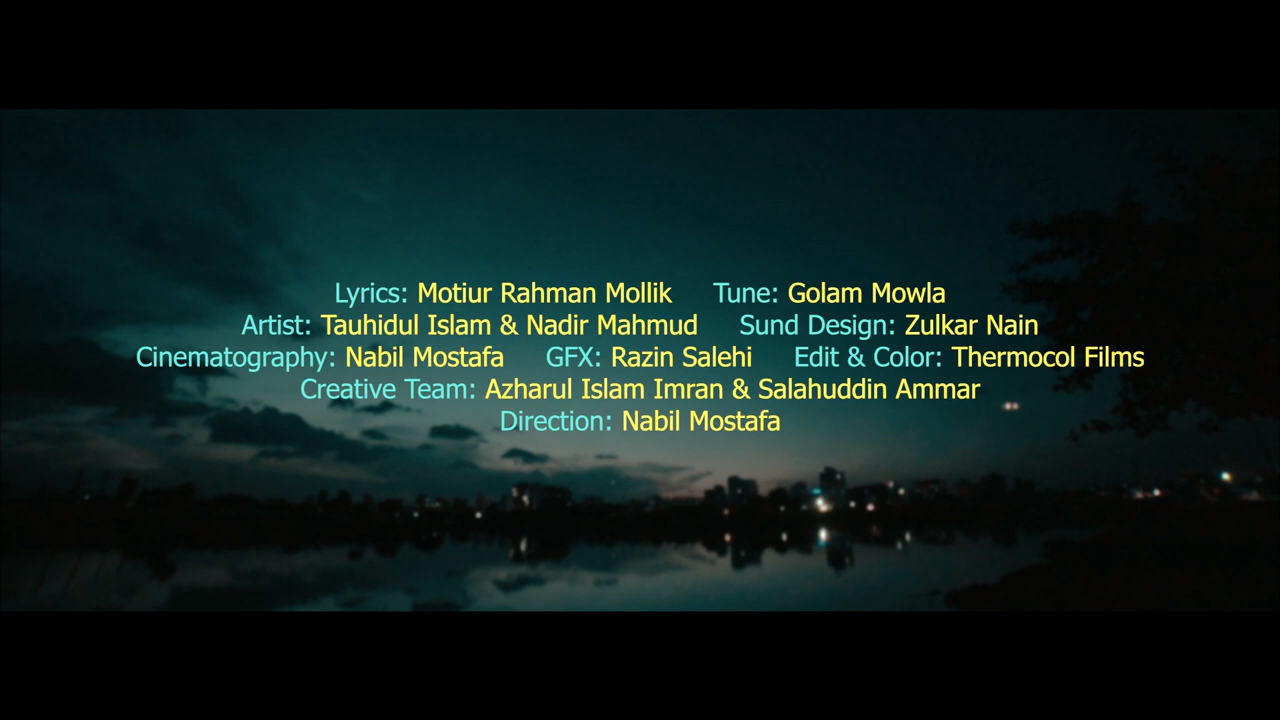 Lyrics: Motiur Rahman Mollik Tune: Golam Mowla
Artist: Tauhidul Islam & Nadir Mahmud Sund Design: Zulkar Nain
Cinematography: Nabil Mostafa GFX: Razin Salehi Edit & Color: Thermocol Films
Creative Team: Azharul Islam Imran & Salahuddin Ammar
Direction: Nabil Mostafa